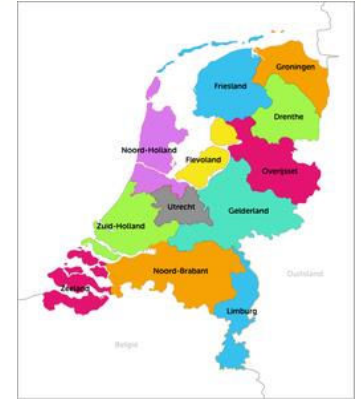 Groningen
Friesland
Drenthe
Noord-Holland
Flevoland
Overijssel
Utrecht
Gelderland
Zuid-Holland
Noord-Brabant
Duitsland
Zeeland
Limburg
België